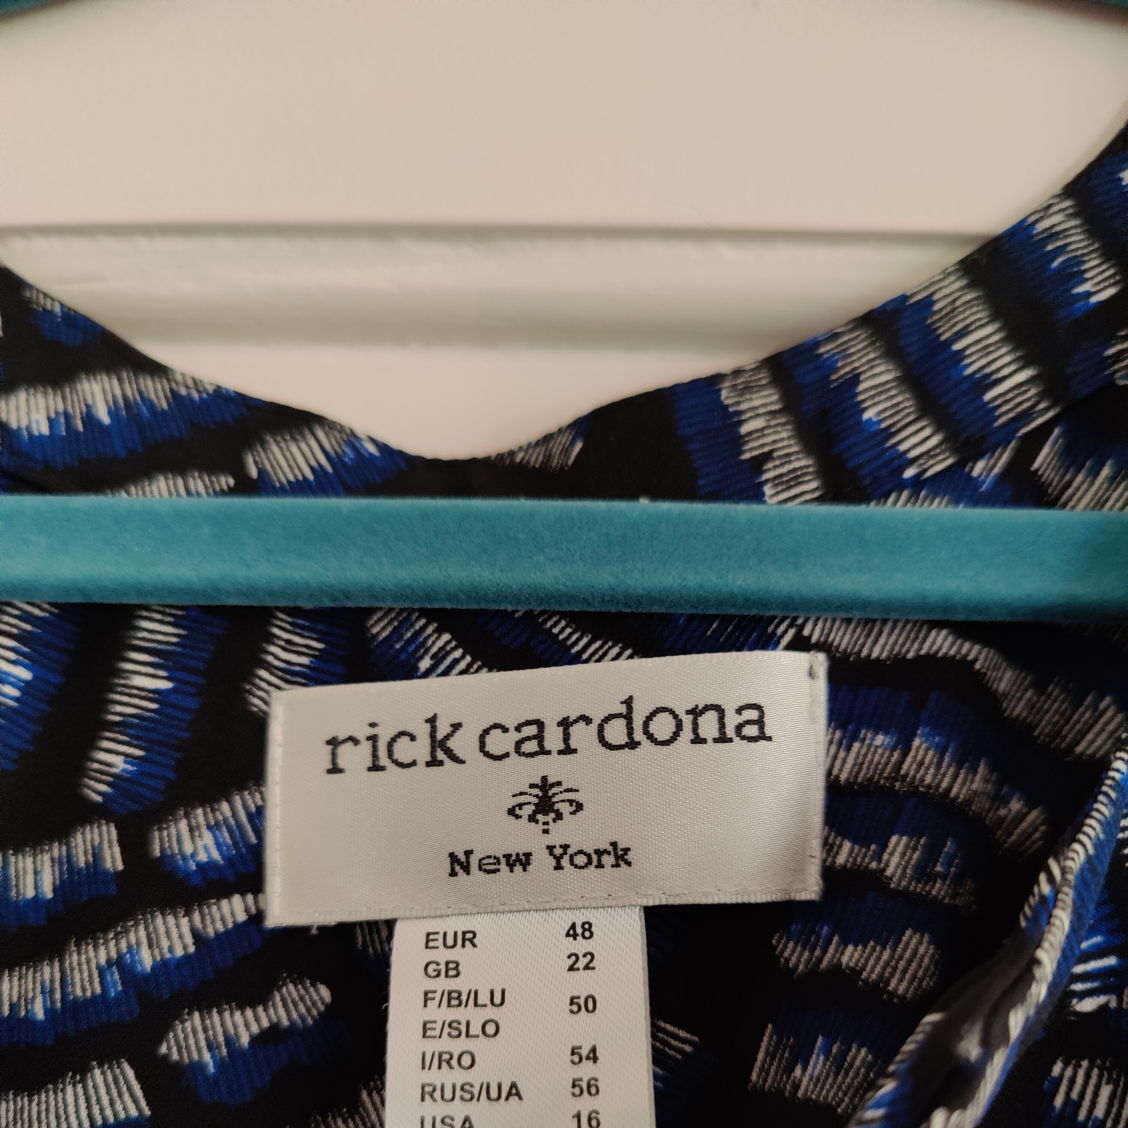 rick cardona
New York
EUR 48
GB 22
F/B/LU 50
E/SLO
I/RO 54
RUS/UA 56
USA 16